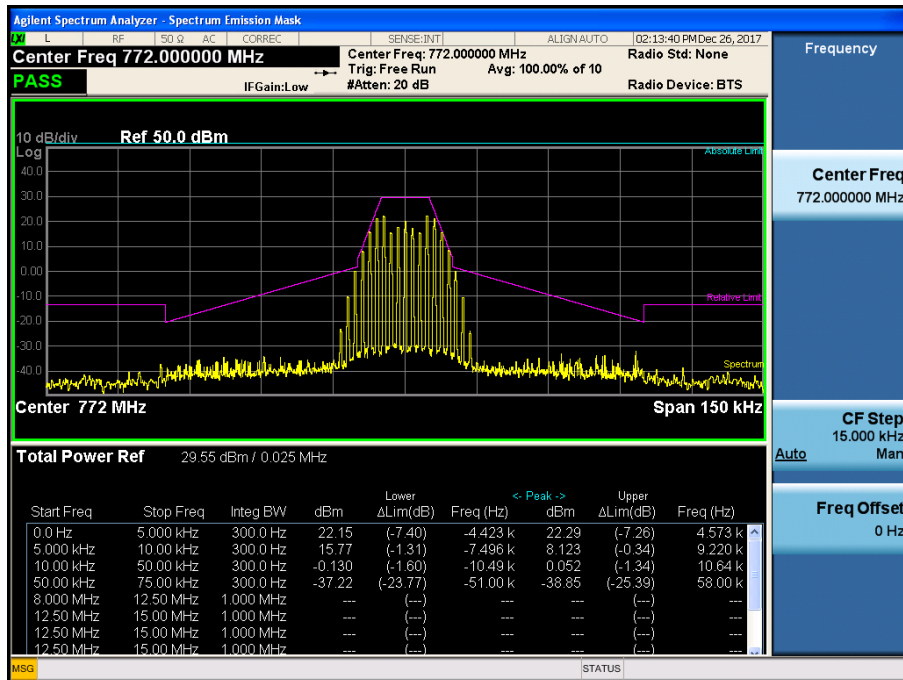 Agilent Spectrum Analyzer - Spectrum Emission Mask
LXI L RF 50 Ω AC CORREC SENSE:INT ALIGN AUTO 02:13:40 PM Dec 26, 2017
Center Freq 772.000000 MHz
Center Freq: 772.000000 MHz Radio Std: None
Trig: Free Run Avg: 100.00% of 10
PASS IFGain:Low #Atten: 20 dB Radio Device: BTS
Frequency
10 dB/div Ref 50.0 dBm
Log
Absolute Limit
40.0
30.0
20.0
10.0
0.00
-10.0
Relative Limit
-20.0
-30.0
Spectrum
-40.0
Center 772 MHz Span 150 kHz
Center Freq
772.000000 MHz
CF Step
15.000 kHz
Auto Man
Freq Offset
0 Hz
Total Power Ref 29.55 dBm / 0.025 MHz
Lower <- Peak -> Upper
Start Freq Stop Freq Integ BW dBm ΔLim(dB) Freq (Hz) dBm ΔLim(dB) Freq (Hz)
0.0 Hz 5.000 kHz 300.0 Hz 22.15 (-7.40) -4.423 k 22.29 (-7.26) 4.573 k
5.000 kHz 10.00 kHz 300.0 Hz 15.77 (-1.31) -7.496 k 8.123 (-0.34) 9.220 k
10.00 kHz 50.00 kHz 300.0 Hz -0.130 (-1.60) -10.49 k 0.052 (-1.34) 10.64 k
50.00 kHz 75.00 kHz 300.0 Hz -37.22 (-23.77) -51.00 k -38.85 (-25.39) 58.00 k
8.000 MHz 12.50 MHz 1.000 MHz --- (---) --- --- (---) ---
12.50 MHz 15.00 MHz 1.000 MHz --- (---) --- --- (---) ---
12.50 MHz 15.00 MHz 1.000 MHz --- (---) --- --- (---) ---
12.50 MHz 15.00 MHz 1.000 MHz --- (---) --- --- (---) ---
MSG STATUS